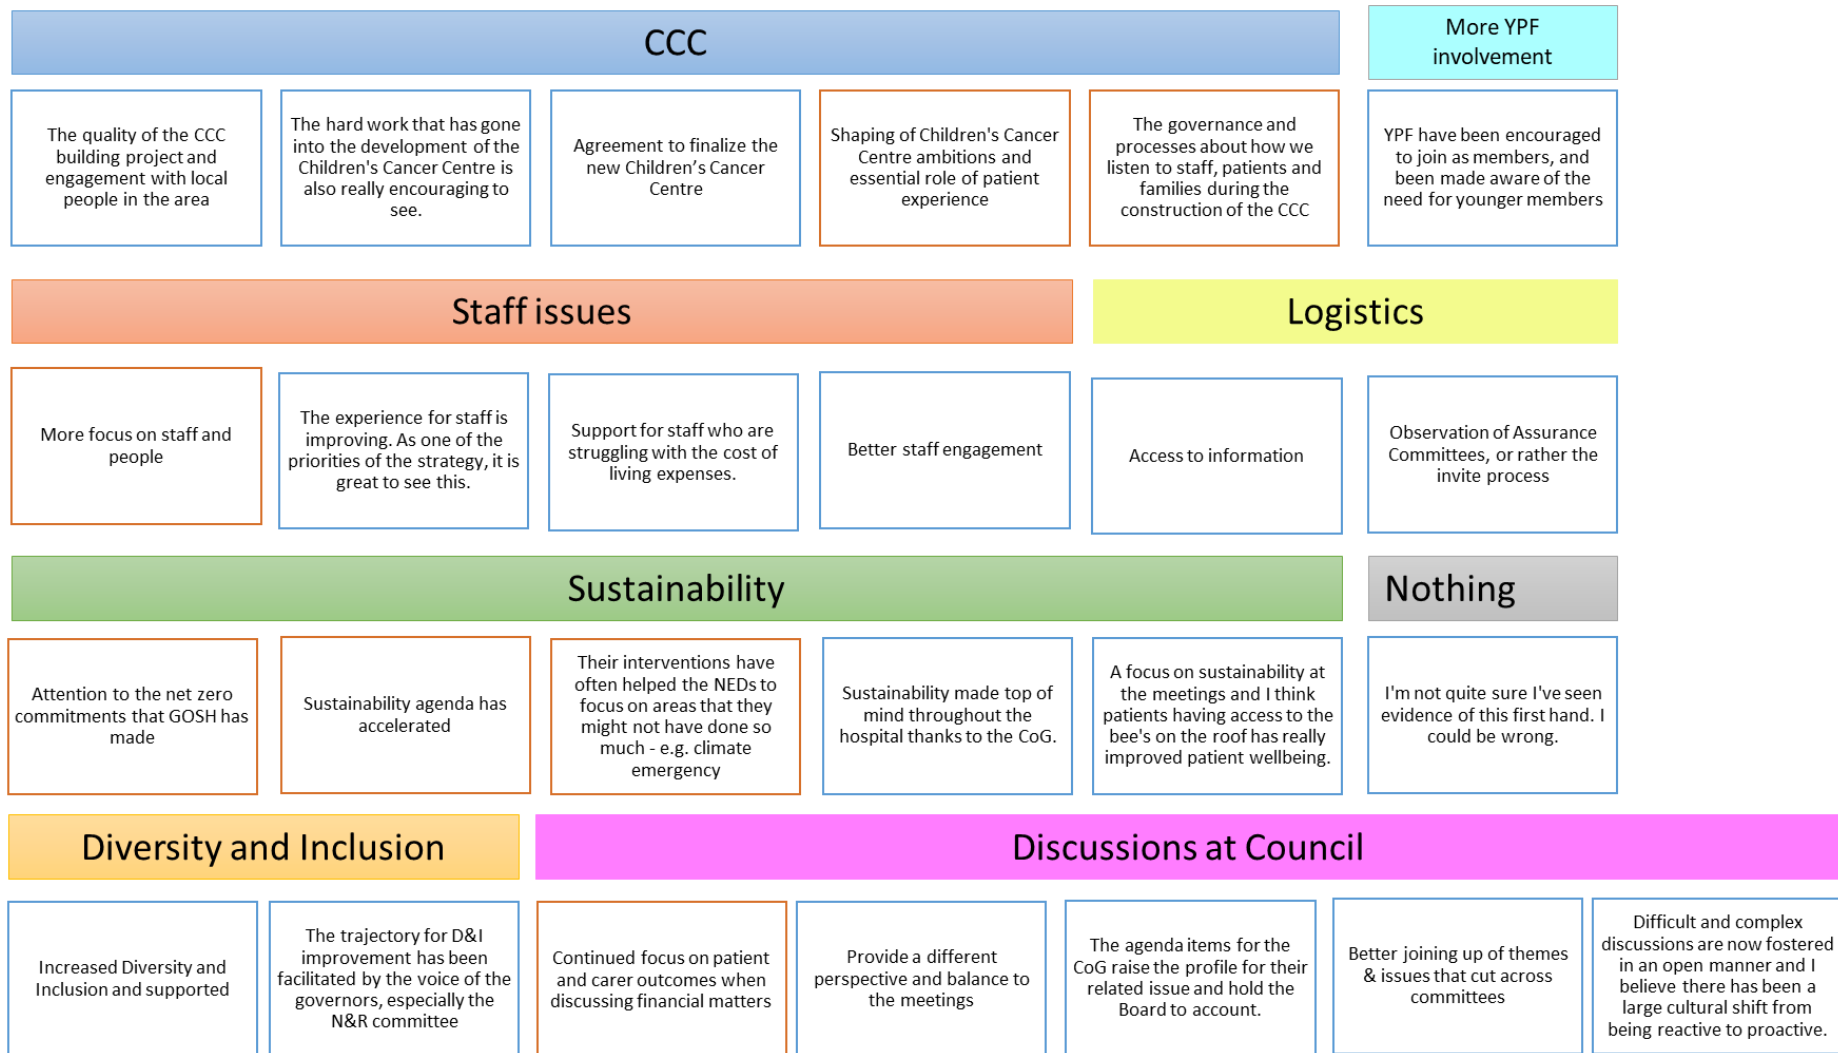 CCC
More YPF
involvement
The quality of the CCC
building project and
engagement with local
people in the area
The hard work that has gone
into the development of the
Children's Cancer Centre is
also really encouraging to
see.
Agreement to finalize the
new Children’s Cancer
Centre
Shaping of Children's Cancer
Centre ambitions and
essential role of patient
experience
The governance and
processes about how we
listen to staff, patients and
families during the
construction of the CCC
YPF have been encouraged
to join as members, and
been made aware of the
need for younger members
Staff issues
Logistics
More focus on staff and
people
The experience for staff is
improving. As one of the
priorities of the strategy, it is
great to see this.
Support for staff who are
struggling with the cost of
living expenses.
Better staff engagement
Access to information
Observation of Assurance
Committees, or rather the
invite process
Sustainability
Nothing
Attention to the net zero
commitments that GOSH has
made
Sustainability agenda has
accelerated
Their interventions have
often helped the NEDs to
focus on areas that they
might not have done so
much - e.g. climate
emergency
Sustainability made top of
mind throughout the
hospital thanks to the CoG.
A focus on sustainability at
the meetings and I think
patients having access to the
bee's on the roof has really
improved patient wellbeing.
I'm not quite sure I've seen
evidence of this first hand. I
could be wrong.
Diversity and Inclusion
Discussions at Council
Increased Diversity and
Inclusion and supported
The trajectory for D&I
improvement has been
facilitated by the voice of the
governors, especially the
N&R committee
Continued focus on patient
and carer outcomes when
discussing financial matters
Provide a different
perspective and balance to
the meetings
The agenda items for the
CoG raise the profile for their
related issue and hold the
Board to account.
Better joining up of themes
& issues that cut across
committees
Difficult and complex
discussions are now fostered
in an open manner and I
believe there has been a
large cultural shift from
being reactive to proactive.